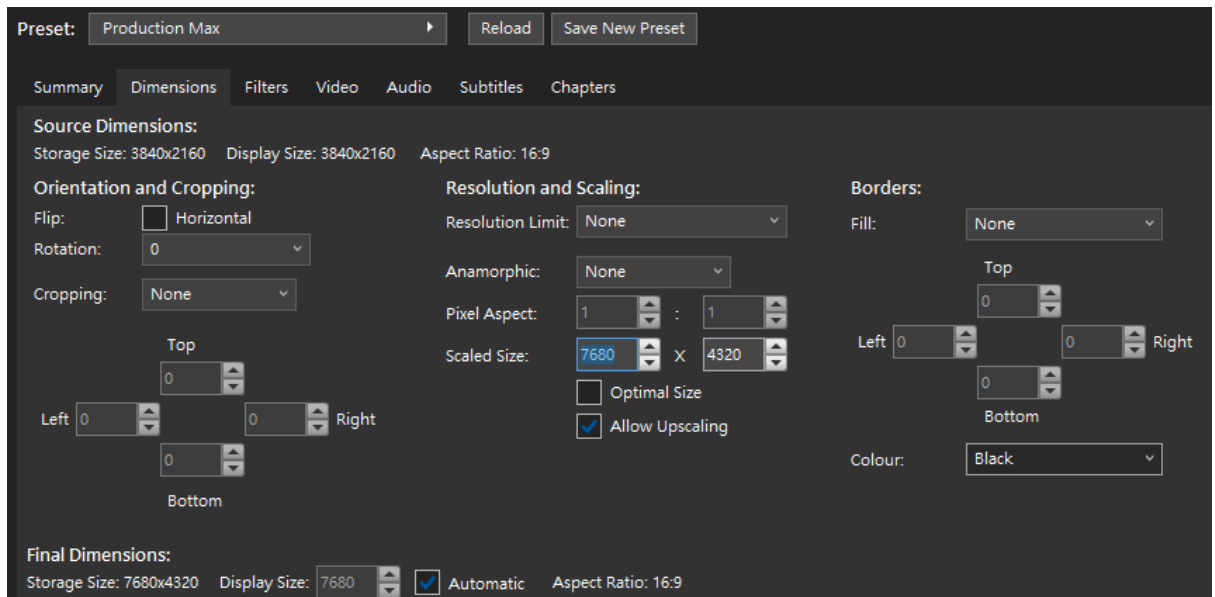 Preset: Production Max Reload Save New Preset
Summary Dimensions Filters Video Audio Subtitles Chapters
Source Dimensions:
Storage Size: 3840x2160 Display Size: 3840x2160 Aspect Ratio: 16:9
Orientation and Cropping:
Flip: Horizontal
Rotation: 0
Cropping: None
Top
0
Left 0 0 Right
0
Bottom
Resolution and Scaling:
Resolution Limit: None
Anamorphic: None
Pixel Aspect: 1 : 1
Scaled Size: 7680 X 4320
Optimal Size
Allow Upscaling
Borders:
Fill: None
Top
0
Left 0 0 Right
0
Bottom
Colour: Black
Final Dimensions:
Storage Size: 7680x4320 Display Size: 7680 Automatic Aspect Ratio: 16:9